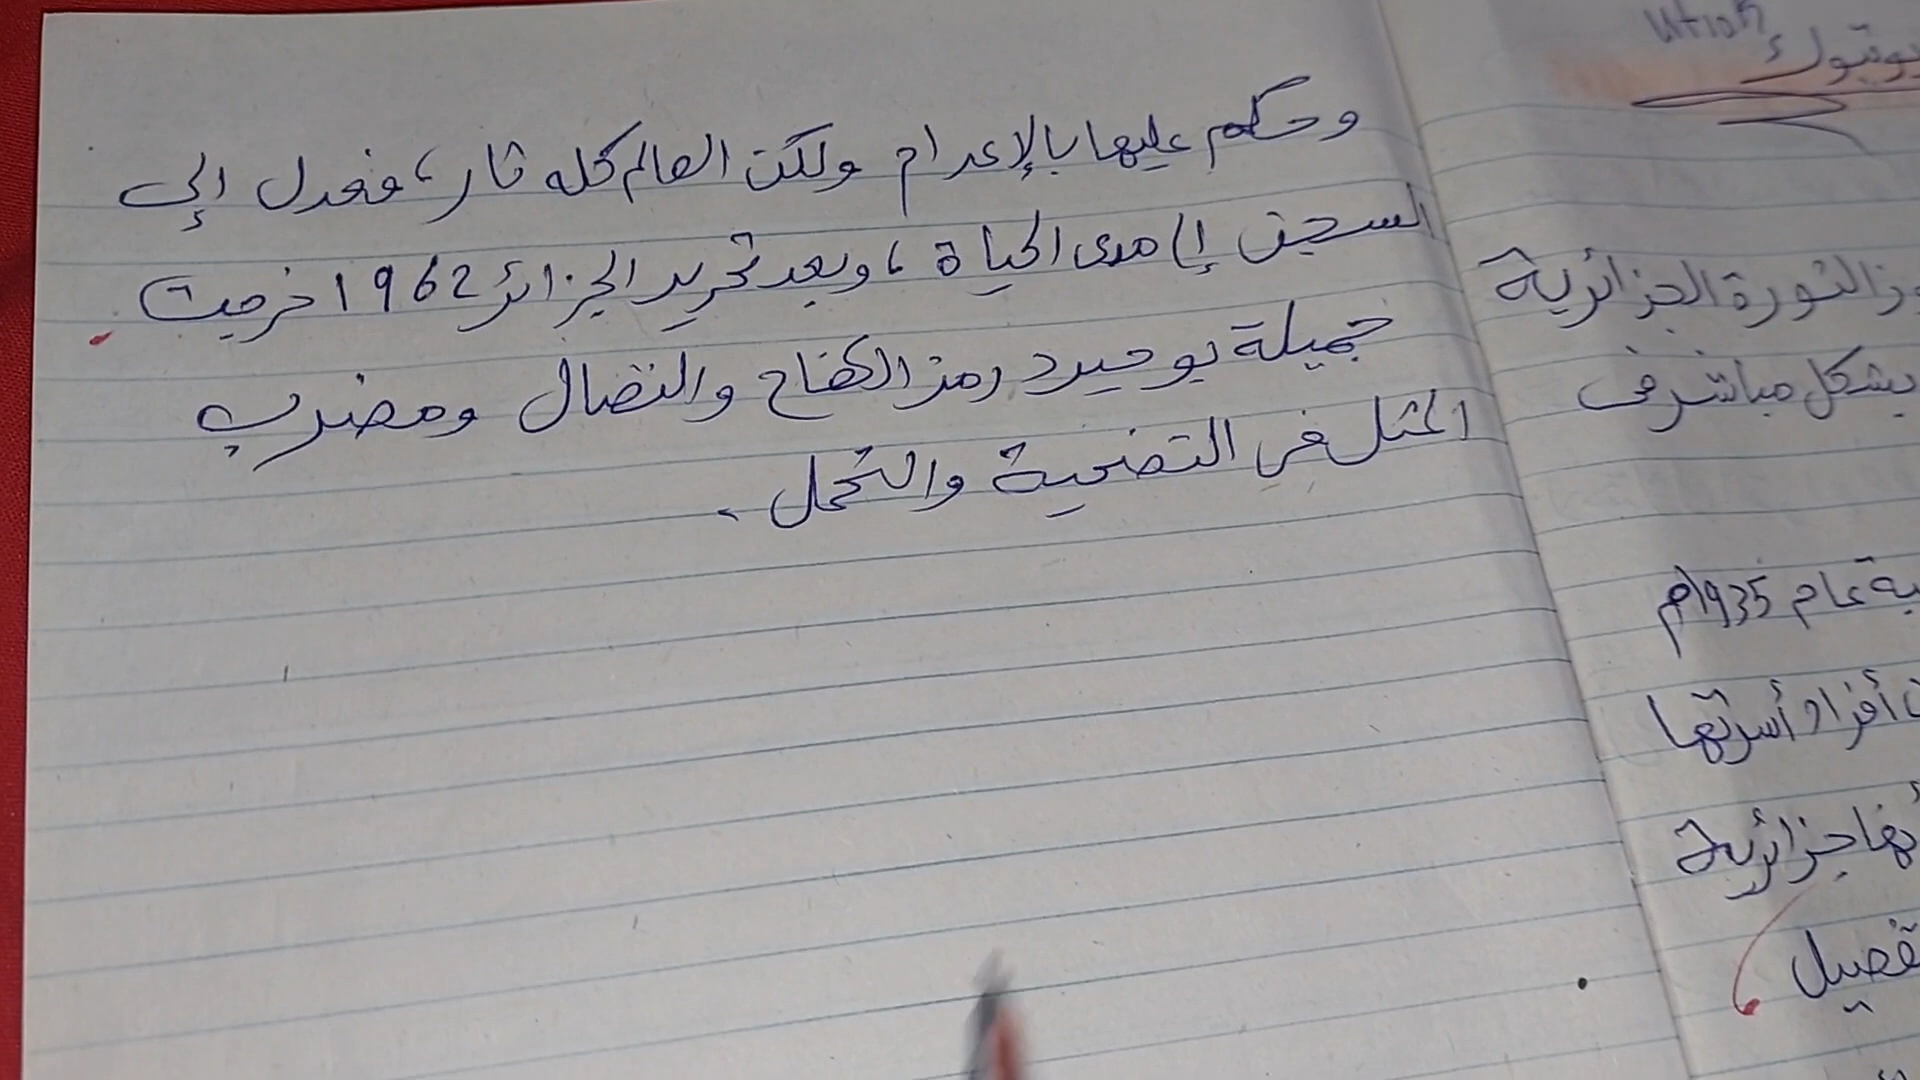 وحكم عليها بالإعدام ولكن العالم كله ثار، فعدل إلى
السجن إلى مدى الحياة، وبعد تحرير الجزائر 1962 خرجت
جميلة بوحيرد رمز الكفاح والنضال ومضرب
المثل في التضحية والتحمل.
يوتيوك ution
الثورة الجزائرية
بشكل مباشر في
عام 1935م
أفراد أسرتها
جزائرية